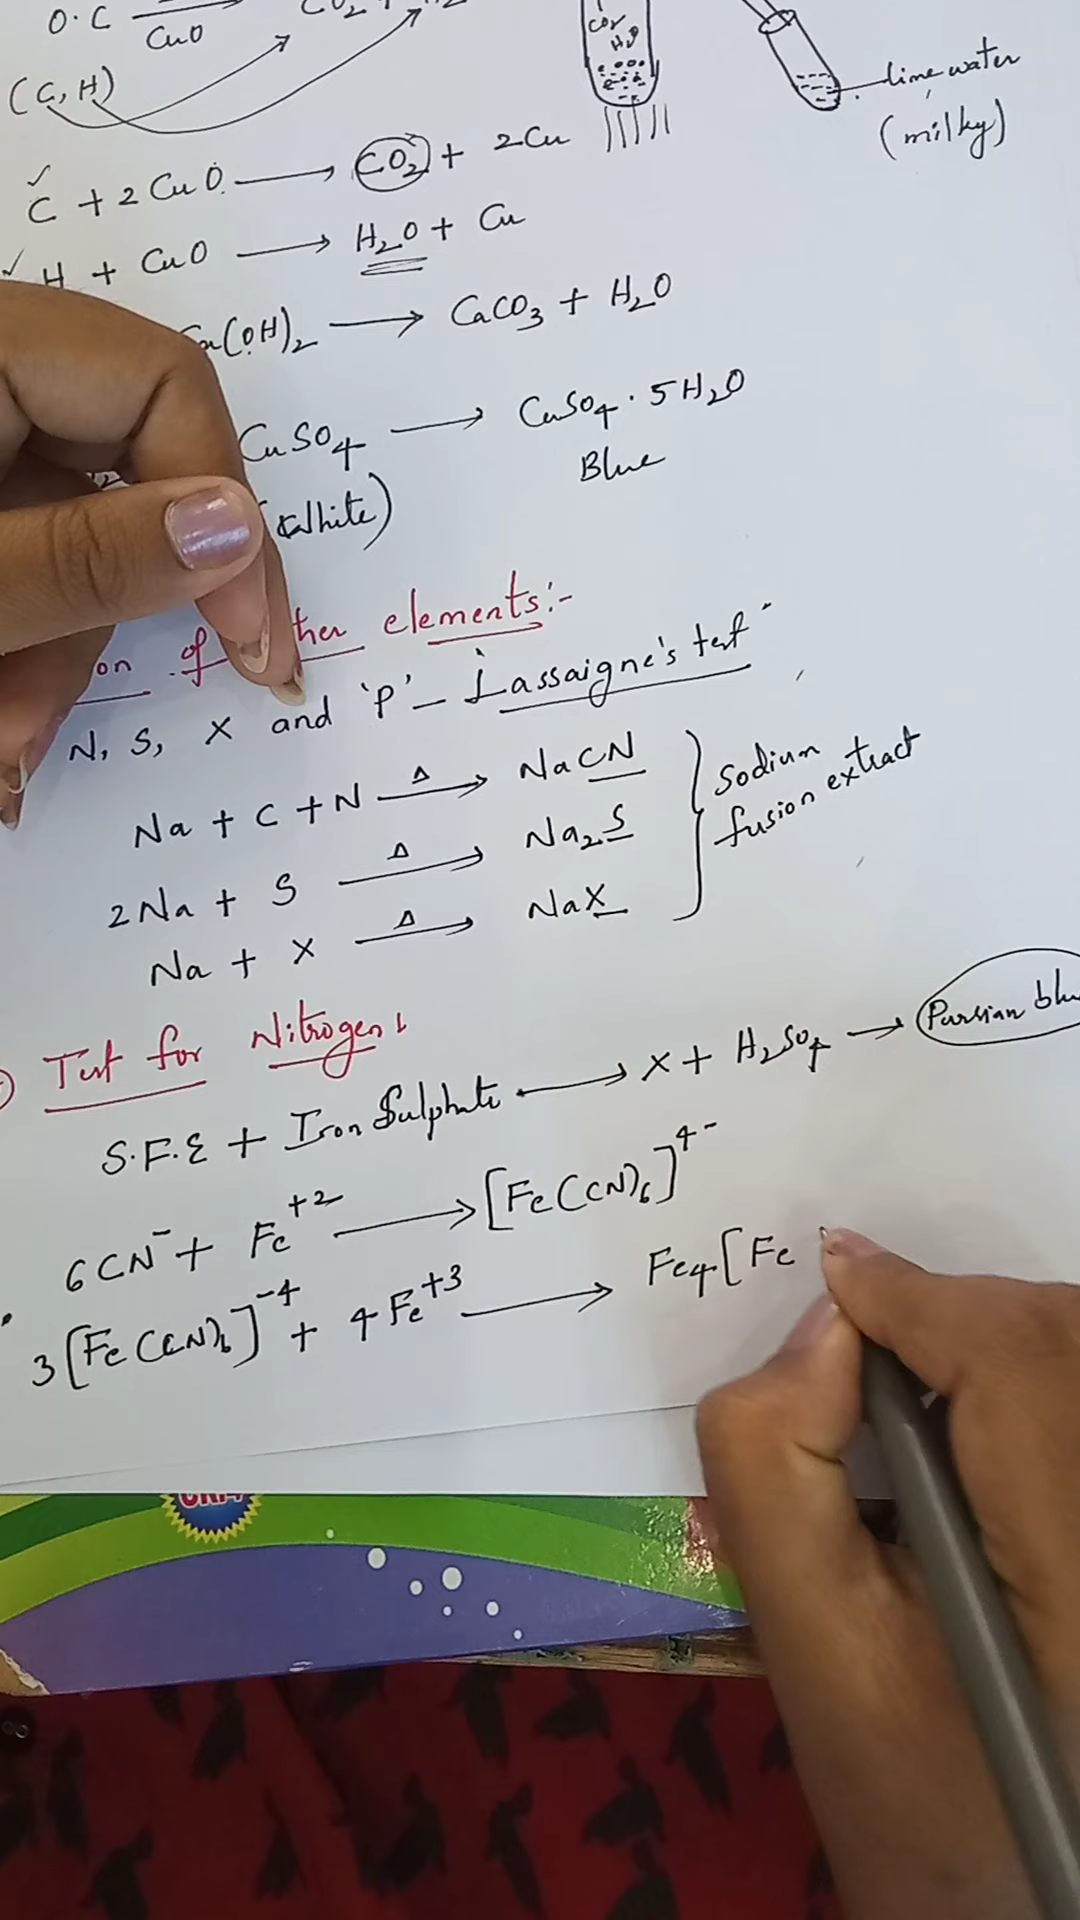 O.C ⟶ CO2
CuO
(C, H)
CO2
H2O
lime water
(milky)
✓
C + 2CuO ⟶ CO2 + 2Cu
✓
H + CuO ⟶ H2O + Cu
(OH)2 ⟶ CaCO3 + H2O
CuSO4 ⟶ CuSO4 · 5H2O
(White) Blue
of elements:-
N, S, X and 'P' – Lassaigne's test
Na + C + N —Δ→ NaCN
2Na + S —Δ→ Na2S
Na + X —Δ→ NaX
sodium
fusion extract
Test for Nitrogen:
S.F.E + Iron Sulphate ⟶ X + H2SO4 ⟶ Purssian
6CN⁻ + Fe⁺² ⟶ [Fe(CN)6]⁴⁻
3[Fe(CN)6]⁻⁴ + 4Fe⁺³ ⟶ Fe4[Fe